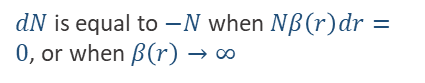 dN is equal to −N when Nβ(r)dr =
0, or when β(r) → ∞